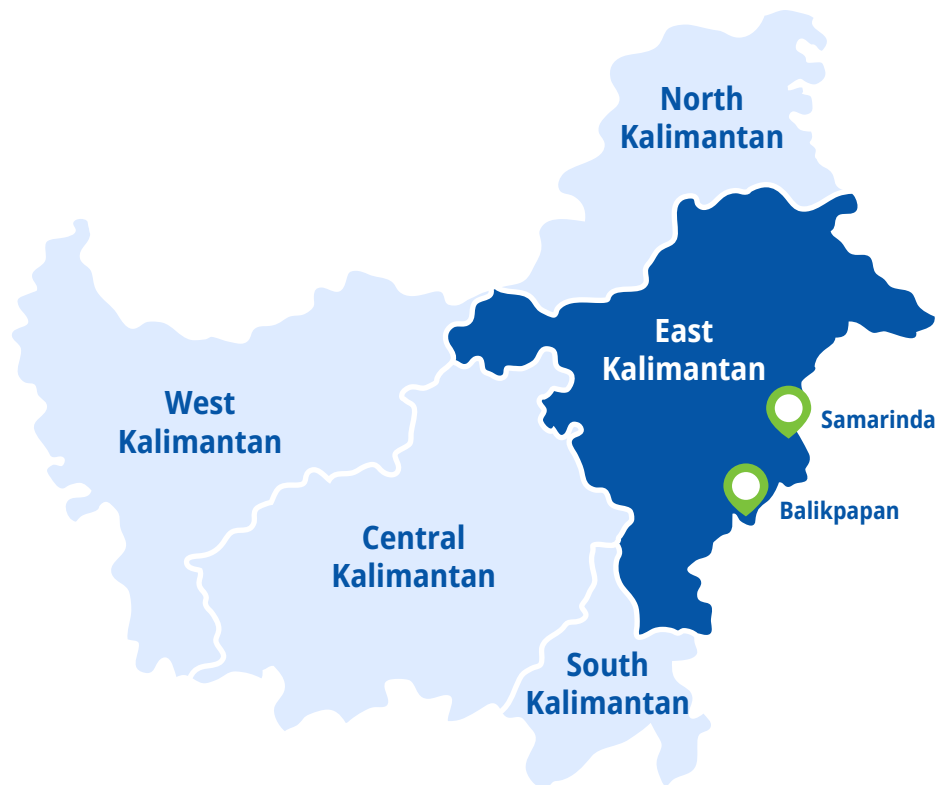 North
Kalimantan
East
Kalimantan
West
Kalimantan
Samarinda
Balikpapan
Central
Kalimantan
South
Kalimantan